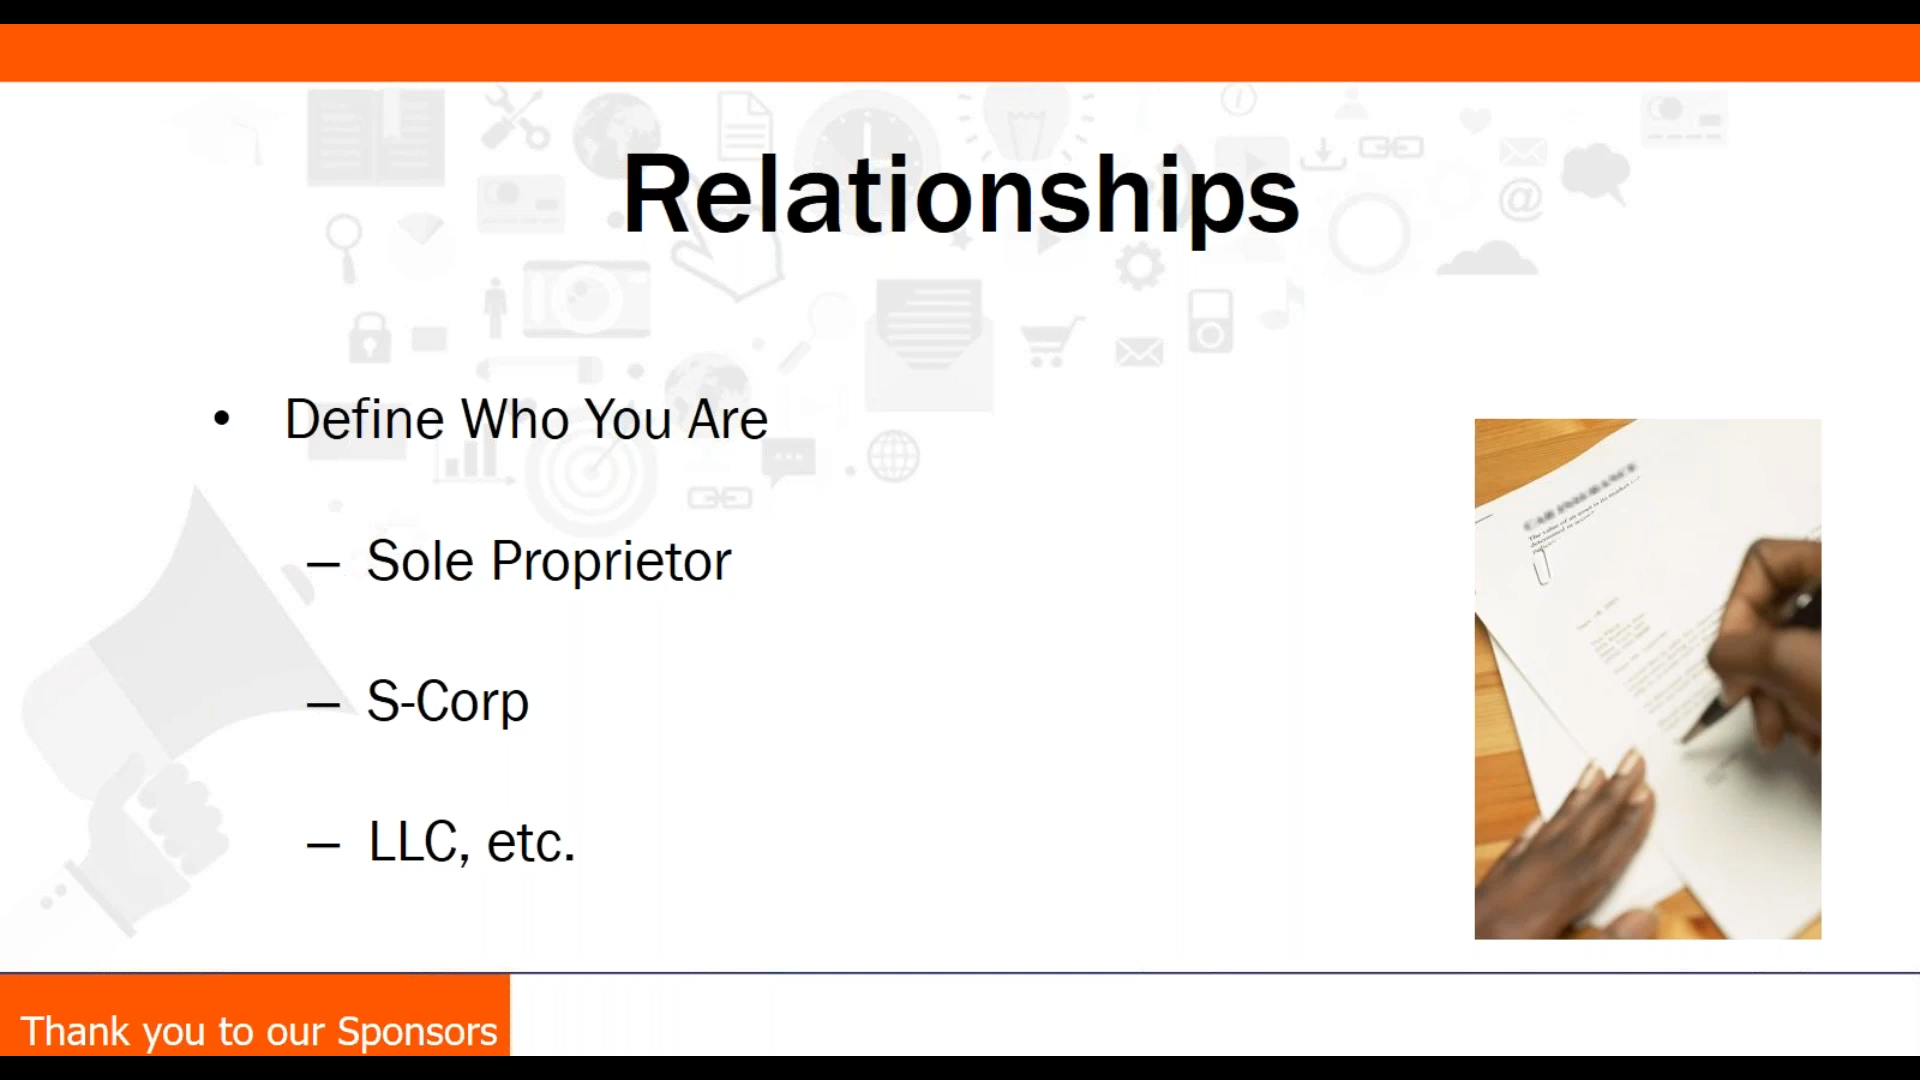 Relationships
• Define Who You Are
– Sole Proprietor
– S-Corp
– LLC, etc.
Thank you to our Sponsors